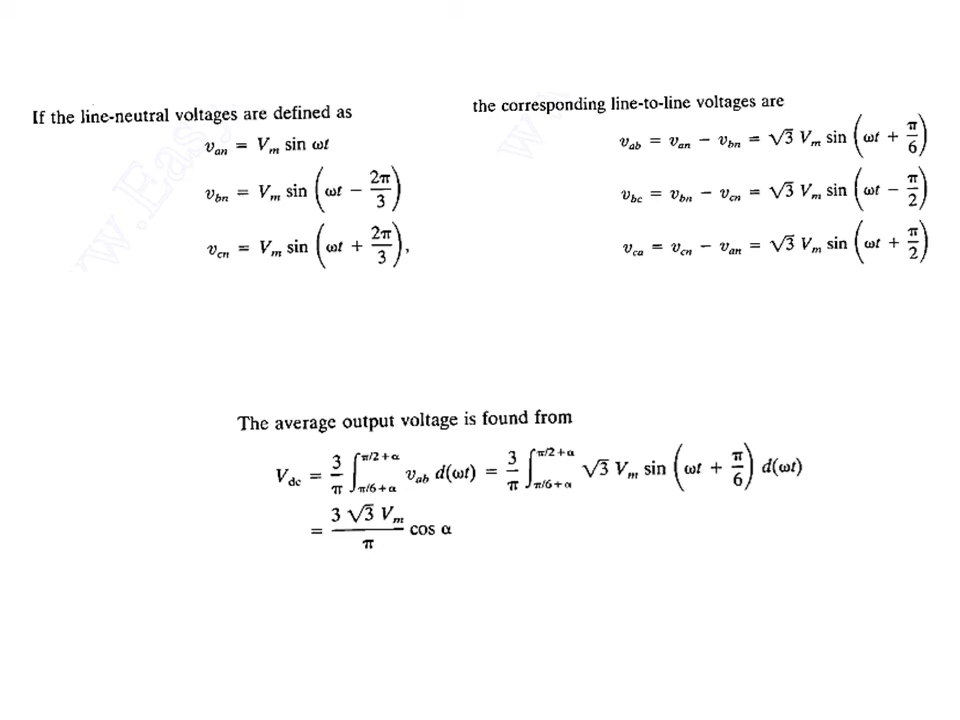 If the line-neutral voltages are defined as
v_an = V_m sin ωt
v_bn = V_m sin (ωt − 2π/3)
v_cn = V_m sin (ωt + 2π/3),
the corresponding line-to-line voltages are
v_ab = v_an − v_bn = √3 V_m sin (ωt + π/6)
v_bc = v_bn − v_cn = √3 V_m sin (ωt − π/2)
v_ca = v_cn − v_an = √3 V_m sin (ωt + π/2)
The average output voltage is found from
V_dc = 3/π ∫_{π/6+α}^{π/2+α} v_ab d(ωt) = 3/π ∫_{π/6+α}^{π/2+α} √3 V_m sin (ωt + π/6) d(ωt)
= 3 √3 V_m / π cos α